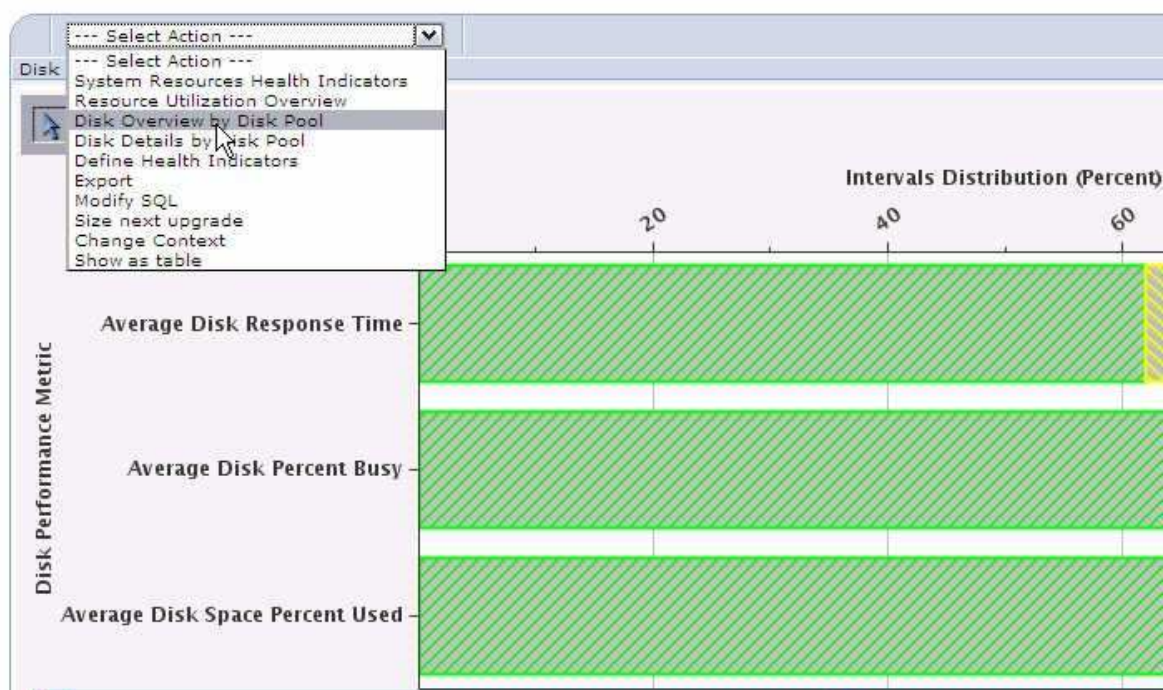 --- Select Action ---
--- Select Action ---
System Resources Health Indicators
Resource Utilization Overview
Disk Overview by Disk Pool
Disk Details by Disk Pool
Define Health Indicators
Export
Modify SQL
Size next upgrade
Change Context
Show as table
Disk
Intervals Distribution (Percent)
20
40
60
Disk Performance Metric
Average Disk Response Time
Average Disk Percent Busy
Average Disk Space Percent Used